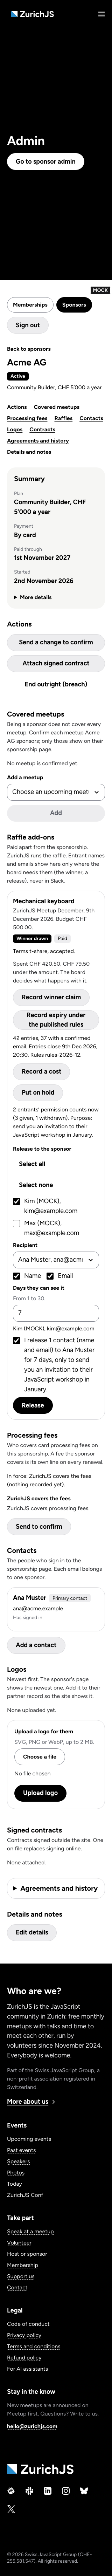 ZurichJS
Admin
Go to sponsor admin
MOCK
Memberships
Sponsors
Sign out
Back to sponsors
Acme AG
Active
Community Builder, CHF 5'000 a year
Actions
Covered meetups
Processing fees
Raffles
Contacts
Logos
Contracts
Agreements and history
Details and notes
Summary
Plan
Community Builder, CHF
5'000 a year
Payment
By card
Paid through
1st November 2027
Started
2nd November 2026
More details
Actions
Send a change to confirm
Attach signed contract
End outright (breach)
Covered meetups
Being a sponsor does not cover every
meetup. Confirm each meetup Acme
AG sponsors; only those show on their
sponsorship page.
No meetup is confirmed yet.
Add a meetup
Choose an upcoming meet
Add
Raffle add-ons
Paid apart from the sponsorship.
ZurichJS runs the raffle. Entrant names
and emails show only here and where
the board reads them (the winner, a
release), never in Slack.
Mechanical keyboard
ZurichJS Meetup December, 9th
December 2026. Budget CHF
500.00.
Winner drawn
Paid
Terms t-share, accepted.
Spent CHF 420.50, CHF 79.50
under the amount. The board
decides what happens with it.
Record winner claim
Record expiry under
the published rules
42 entries, 37 with a confirmed
email. Entries close 9th Dec 2026,
20:30. Rules rules-2026-12.
Record a cost
Put on hold
2 entrants' permission counts now
(3 given, 1 withdrawn). Purpose:
send you an invitation to their
JavaScript workshop in January.
Release to the sponsor
Select all
Select none
Kim (MOCK),
kim@example.com
Max (MOCK),
max@example.com
Recipient
Ana Muster, ana@acme
Name
Email
Days they can see it
From 1 to 30.
7
Kim (MOCK), kim@example.com
I release 1 contact (name
and email) to Ana Muster
for 7 days, only to send
you an invitation to their
JavaScript workshop in
January.
Release
Processing fees
Who covers card processing fees on
this sponsorship. A fee the sponsor
covers is its own item on every renewal.
In force: ZurichJS covers the fees
(nothing recorded yet).
ZurichJS covers the fees
ZurichJS covers processing fees.
Send to confirm
Contacts
The people who sign in to the
sponsorship page. Each email belongs
to one sponsor.
Ana Muster
Primary contact
ana@acme.example
Has signed in
Add a contact
Logos
Newest first. The sponsor's page
shows the newest one. Add it to their
partner record so the site shows it.
None uploaded yet.
Upload a logo for them
SVG, PNG or WebP, up to 2 MB.
Choose a file
No file chosen
Upload logo
Signed contracts
Contracts signed outside the site. One
on file replaces signing online.
None attached.
Agreements and history
Details and notes
Edit details
Who are we?
ZurichJS is the JavaScript
community in Zurich: free monthly
meetups with talks and time to
meet each other, run by
volunteers since November 2024.
Everybody is welcome.
Part of the Swiss JavaScript Group, a
non-profit association registered in
Switzerland.
More about us
Events
Upcoming events
Past events
Speakers
Photos
Today
ZurichJS Conf
Take part
Speak at a meetup
Volunteer
Host or sponsor
Membership
Support us
Contact
Legal
Code of conduct
Privacy policy
Terms and conditions
Refund policy
For AI assistants
Stay in the know
New meetups are announced on
Meetup first. Questions? Write to us.
hello@zurichjs.com
ZurichJS
© 2026 Swiss JavaScript Group (CHE-
255.581.547). All rights reserved.